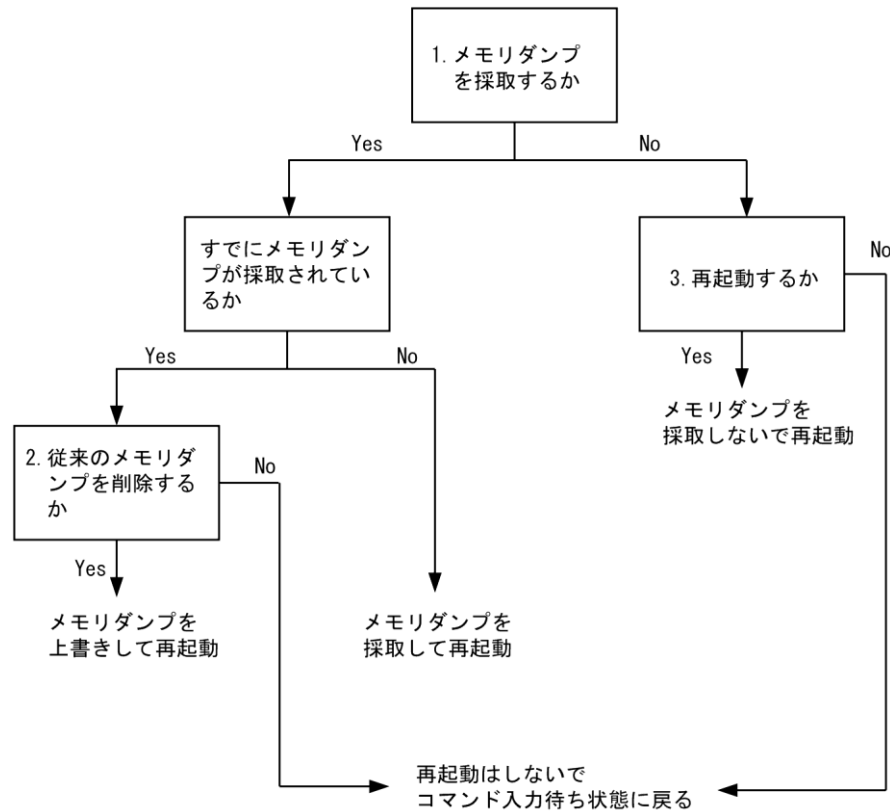 1. メモリダンプ
を採取するか
Yes
No
すでにメモリダン
プが採取されてい
るか
3. 再起動するか
No
Yes
No
Yes
メモリダンプを
採取しないで再起動
2. 従来のメモリダ
ンプを削除する
か
No
Yes
メモリダンプを
上書きして再起動
メモリダンプを
採取して再起動
再起動はしないで
コマンド入力待ち状態に戻る